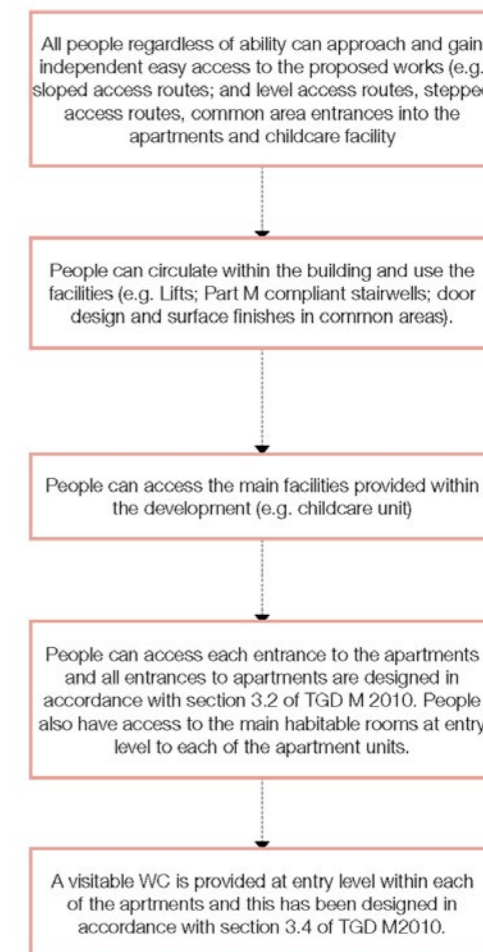 All people regardless of ability can approach and gain
independent easy access to the proposed works (e.g.
sloped access routes; and level access routes, stepped
access routes, common area entrances into the
apartments and childcare facility
People can circulate within the building and use the
facilities (e.g. Lifts; Part M compliant stairwells; door
design and surface finishes in common areas).
People can access the main facilities provided within
the development (e.g. childcare unit)
People can access each entrance to the apartments
and all entrances to apartments are designed in
accordance with section 3.2 of TGD M 2010. People
also have access to the main habitable rooms at entry
level to each of the apartment units.
A visitable WC is provided at entry level within each
of the aprtments and this has been designed in
accordance with section 3.4 of TGD M2010.